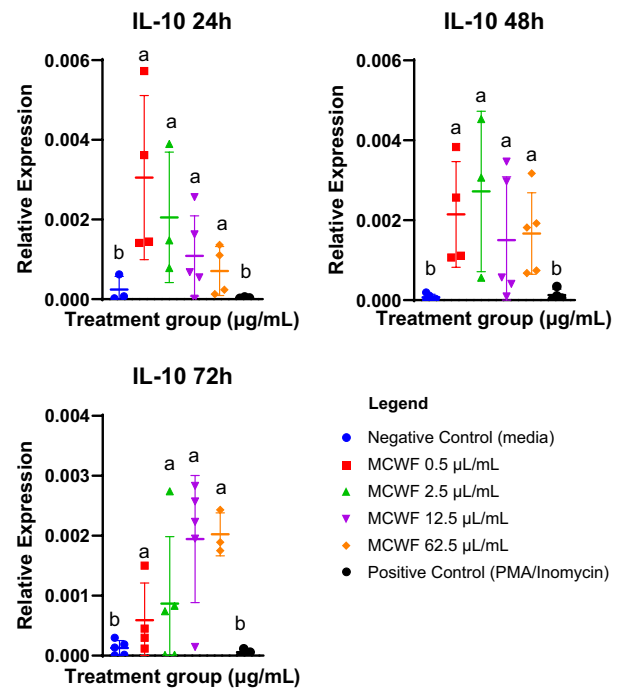 IL-10 24h
Relative Expression
0.006
0.004
0.002
0.000
b
a
a
a
a
b
Treatment group (µg/mL)
IL-10 48h
Relative Expression
0.006
0.004
0.002
0.000
b
a
a
a
a
b
Treatment group (µg/mL)
IL-10 72h
Relative Expression
0.004
0.003
0.002
0.001
0.000
b
a
a
a
a
b
Treatment group (µg/mL)
Legend
Negative Control (media)
MCWF 0.5 µL/mL
MCWF 2.5 µL/mL
MCWF 12.5 µL/mL
MCWF 62.5 µL/mL
Positive Control (PMA/Inomycin)